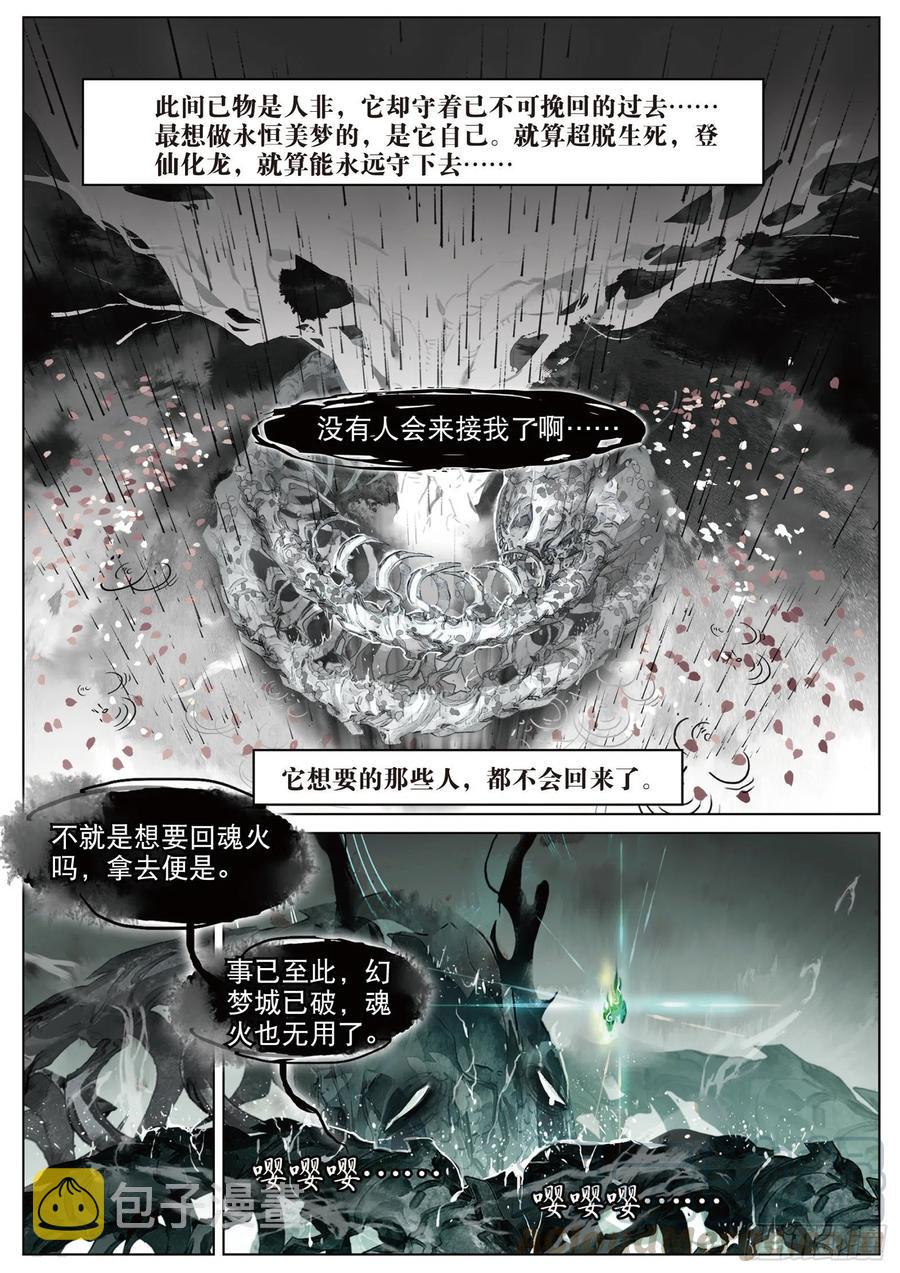 此间已物是人非，它却守着已不可挽回的过去……
最想做永恒美梦的，是它自己。就算超脱生死，登
仙化龙，就算能永远守下去……
没有人会来接我了啊……
它想要的那些人，都不会回来了。
不就是想要回魂火
吗，拿去便是。
事已至此，幻
梦城已破，魂
火也无用了。
嘤嘤嘤……
嘤嘤嘤……
包子漫畫